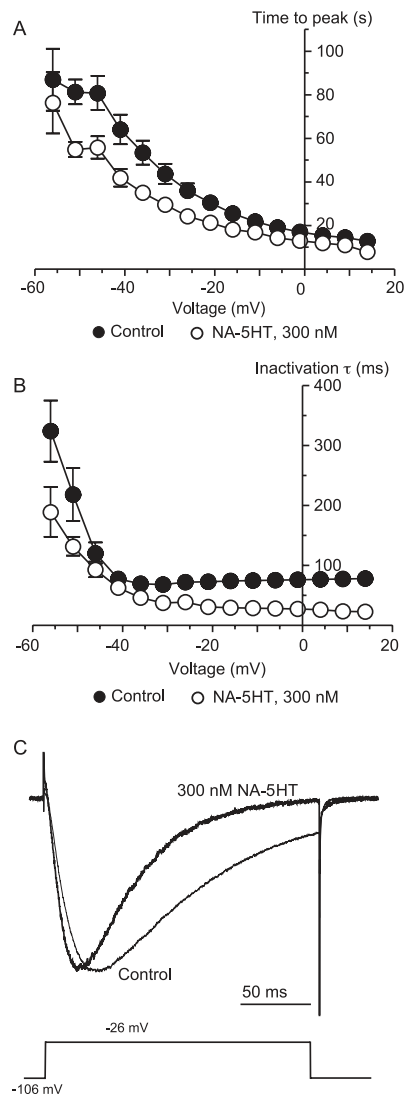 A
Time to peak (s)
100
80
60
40
20
-60 -40 -20 0 20
Voltage (mV)
Control NA-5HT, 300 nM
B
Inactivation τ (ms)
400
300
200
100
-60 -40 -20 0 20
Voltage (mV)
Control NA-5HT, 300 nM
C
300 nM NA-5HT
Control
50 ms
-26 mV
-106 mV